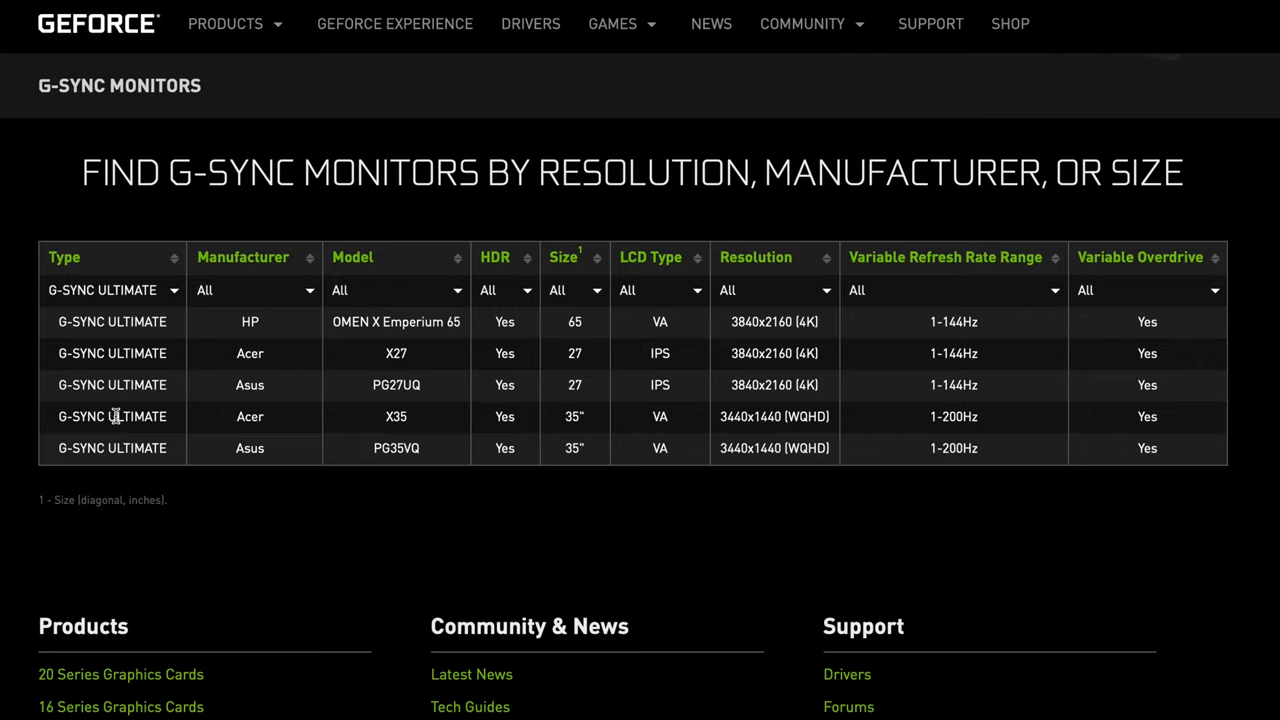 GEFORCE PRODUCTS GEFORCE EXPERIENCE DRIVERS GAMES NEWS COMMUNITY SUPPORT SHOP
G-SYNC MONITORS
FIND G-SYNC MONITORS BY RESOLUTION, MANUFACTURER, OR SIZE
Type Manufacturer Model HDR Size1 LCD Type Resolution Variable Refresh Rate Range Variable Overdrive
G-SYNC ULTIMATE All All All All All All All All
G-SYNC ULTIMATE HP OMEN X Emperium 65 Yes 65 VA 3840x2160 (4K) 1-144Hz Yes
G-SYNC ULTIMATE Acer X27 Yes 27 IPS 3840x2160 (4K) 1-144Hz Yes
G-SYNC ULTIMATE Asus PG27UQ Yes 27 IPS 3840x2160 (4K) 1-144Hz Yes
G-SYNC ULTIMATE Acer X35 Yes 35" VA 3440x1440 (WQHD) 1-200Hz Yes
G-SYNC ULTIMATE Asus PG35VQ Yes 35" VA 3440x1440 (WQHD) 1-200Hz Yes
1 - Size (diagonal, inches).
Products Community & News Support
20 Series Graphics Cards Latest News Drivers
16 Series Graphics Cards Tech Guides Forums